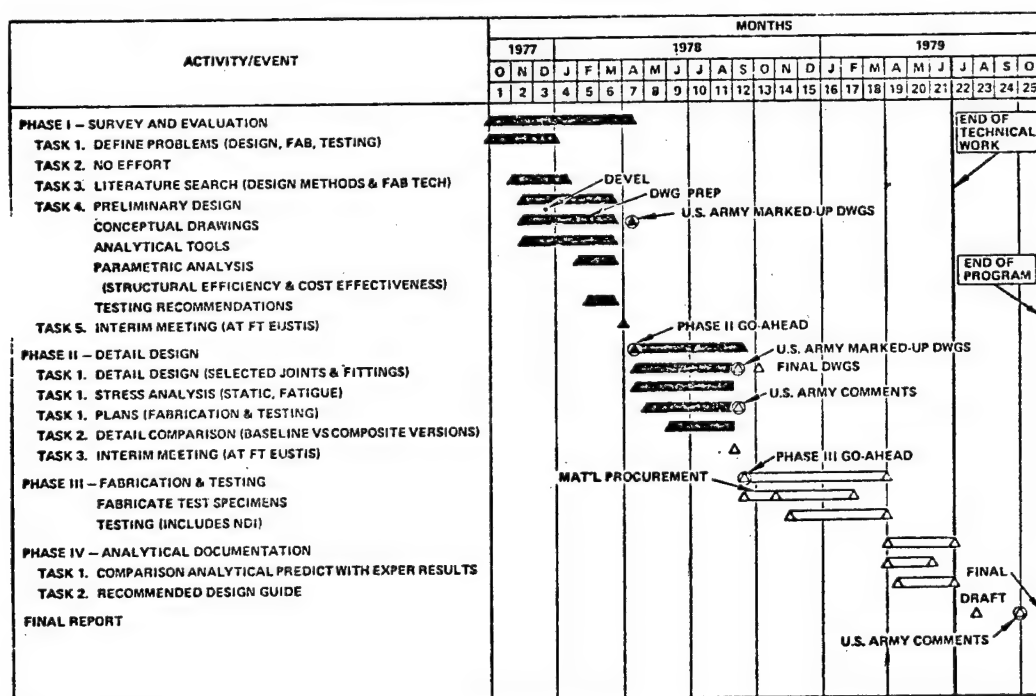 MONTHS
ACTIVITY/EVENT
1977 1978 1979
O N D J F M A M J J A S O N D J F M A M J J A S O
1 2 3 4 5 6 7 8 9 10 11 12 13 14 15 16 17 18 19 20 21 22 23 24 25
PHASE I – SURVEY AND EVALUATION
TASK 1. DEFINE PROBLEMS (DESIGN, FAB, TESTING)
TASK 2. NO EFFORT
TASK 3. LITERATURE SEARCH (DESIGN METHODS & FAB TECH)
TASK 4. PRELIMINARY DESIGN
CONCEPTUAL DRAWINGS
ANALYTICAL TOOLS
PARAMETRIC ANALYSIS
(STRUCTURAL EFFICIENCY & COST EFFECTIVENESS)
TESTING RECOMMENDATIONS
TASK 5. INTERIM MEETING (AT FT EUSTIS)
DEVEL
DWG PREP
U.S. ARMY MARKED-UP DWGS
END OF
TECHNICAL
WORK
END OF
PROGRAM
PHASE II – DETAIL DESIGN
TASK 1. DETAIL DESIGN (SELECTED JOINTS & FITTINGS)
TASK 1. STRESS ANALYSIS (STATIC, FATIGUE)
TASK 1. PLANS (FABRICATION & TESTING)
TASK 2. DETAIL COMPARISON (BASELINE VS COMPOSITE VERSIONS)
TASK 3. INTERIM MEETING (AT FT EUSTIS)
PHASE II GO-AHEAD
U.S. ARMY MARKED-UP DWGS
FINAL DWGS
U.S. ARMY COMMENTS
PHASE III – FABRICATION & TESTING
FABRICATE TEST SPECIMENS
TESTING (INCLUDES NDI)
PHASE III GO-AHEAD
MAT'L PROCUREMENT
PHASE IV – ANALYTICAL DOCUMENTATION
TASK 1. COMPARISON ANALYTICAL PREDICT WITH EXPER RESULTS
TASK 2. RECOMMENDED DESIGN GUIDE
FINAL REPORT
DRAFT
FINAL
U.S. ARMY COMMENTS